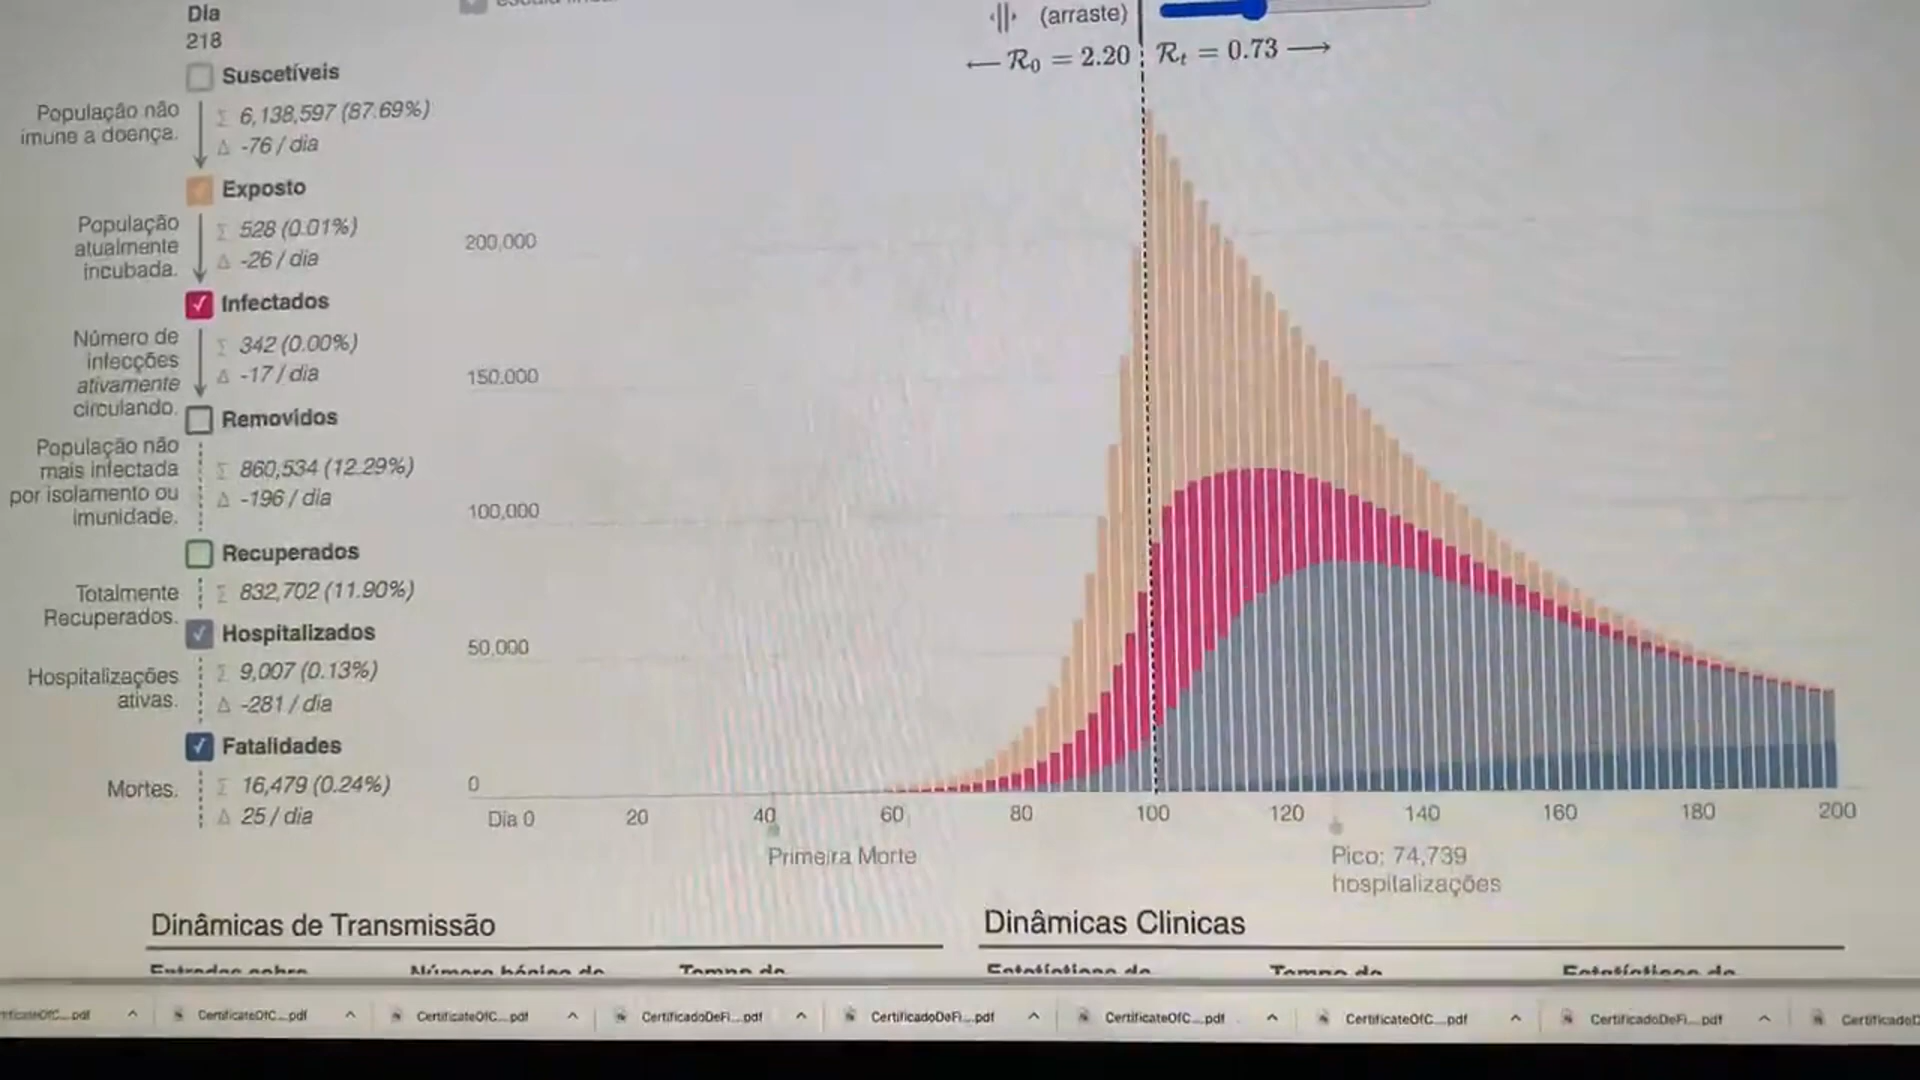 Dia
218
Suscetíveis
População não
imune a doença.
Σ 6,138,597 (87.69%)
Δ -76 / dia
Exposto
População
atualmente
incubada.
Σ 528 (0.01%)
Δ -26 / dia
Infectados
Número de
infecções
ativamente
circulando.
Σ 342 (0.00%)
Δ -17 / dia
Removidos
População não
mais infectada
por isolamento ou
imunidade.
Σ 860,534 (12.29%)
Δ -196 / dia
Recuperados
Totalmente
Recuperados.
Σ 832,702 (11.90%)
Hospitalizados
Hospitalizações
ativas.
Σ 9,007 (0.13%)
Δ -281 / dia
Fatalidades
Mortes.
Σ 16,479 (0.24%)
Δ 25 / dia
(arraste)
← R₀ = 2.20
Rₜ = 0.73 →
200,000
150,000
100,000
50,000
0
Dia 0 20 40 60 80 100 120 140 160 180 200
Primeira Morte
Pico: 74,739
hospitalizações
Dinâmicas de Transmissão
Dinâmicas Clinicas
CertificateOfC....pdf CertificateOfC....pdf CertificadoDeFi....pdf CertificadoDeFi....pdf CertificateOfC....pdf CertificateOfC....pdf CertificadoDeFi....pdf